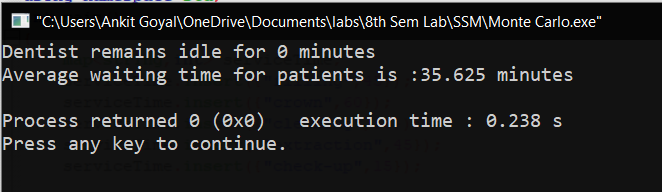 "C:\Users\Ankit Goyal\OneDrive\Documents\labs\8th Sem Lab\SSM\Monte Carlo.exe"
Dentist remains idle for 0 minutes
Average waiting time for patients is :35.625 minutes
Process returned 0 (0x0)   execution time : 0.238 s
Press any key to continue.